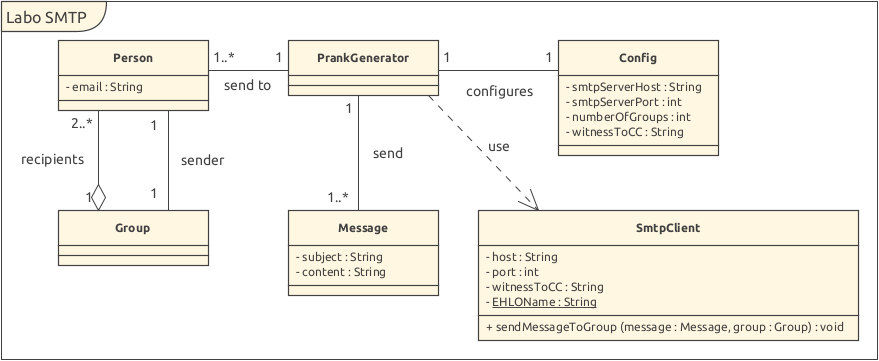 Labo SMTP
Person
- email : String
1..*
1
send to
PrankGenerator
1
1
configures
Config
- smtpServerHost : String
- smtpServerPort : int
- numberOfGroups : int
- witnessToCC : String
2..*
1
recipients
sender
1
1
Group
1
send
1..*
use
Message
- subject : String
- content : String
SmtpClient
- host : String
- port : int
- witnessToCC : String
- EHLOName : String
+ sendMessageToGroup (message : Message, group : Group) : void